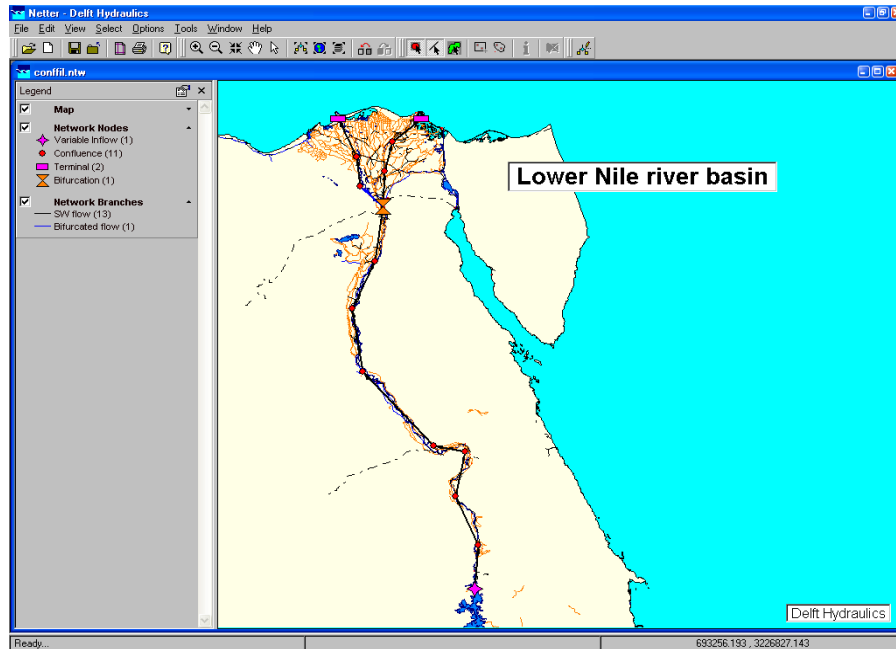 Netter - Delft Hydraulics
File Edit View Select Options Tools Window Help
conffil.ntw
Legend
Map
Network Nodes
Variable Inflow (1)
Confluence (11)
Terminal (2)
Bifurcation (1)
Network Branches
SW flow (13)
Bifurcated flow (1)
Lower Nile river basin
Delft Hydraulics
Ready...
693256.193 , 3226827.143